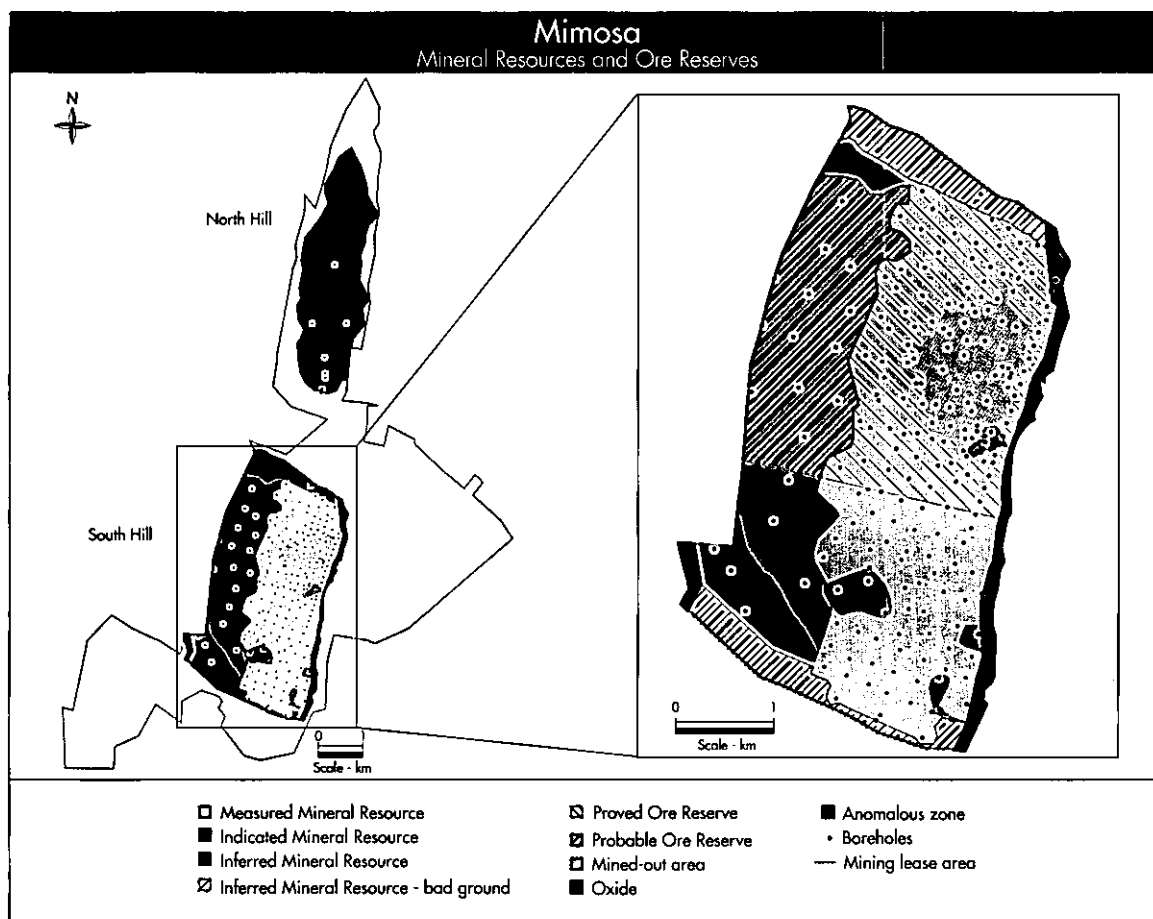 Mimosa
Mineral Resources and Ore Reserves
N
North Hill
South Hill
0 1
Scale - km
0 1
Scale - km
Measured Mineral Resource
Indicated Mineral Resource
Inferred Mineral Resource
Inferred Mineral Resource - bad ground
Proved Ore Reserve
Probable Ore Reserve
Mined-out area
Oxide
Anomalous zone
Boreholes
Mining lease area